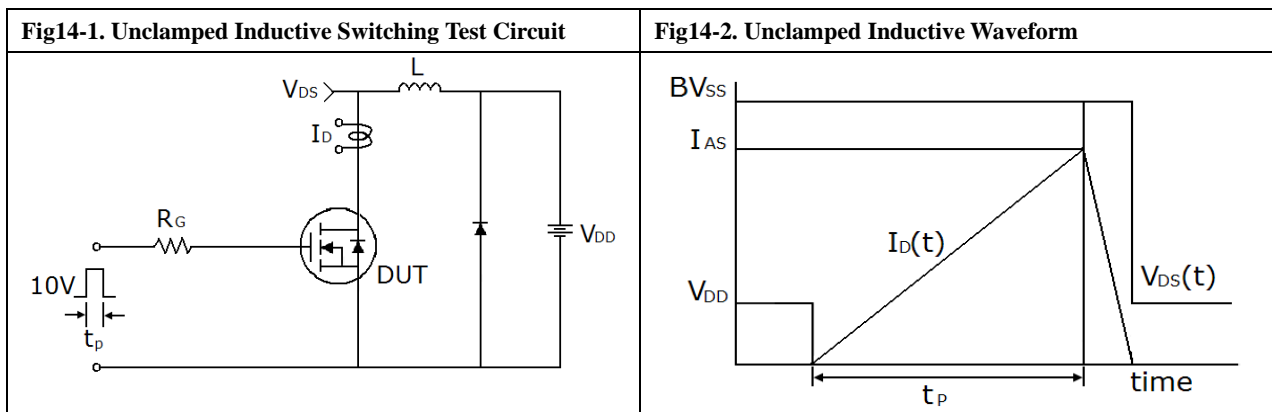 Fig14-1. Unclamped Inductive Switching Test Circuit
L
VDS
ID
RG
VDD
10V
DUT
tp
Fig14-2. Unclamped Inductive Waveform
BVSS
IAS
ID(t)
VDD
VDS(t)
tP
time